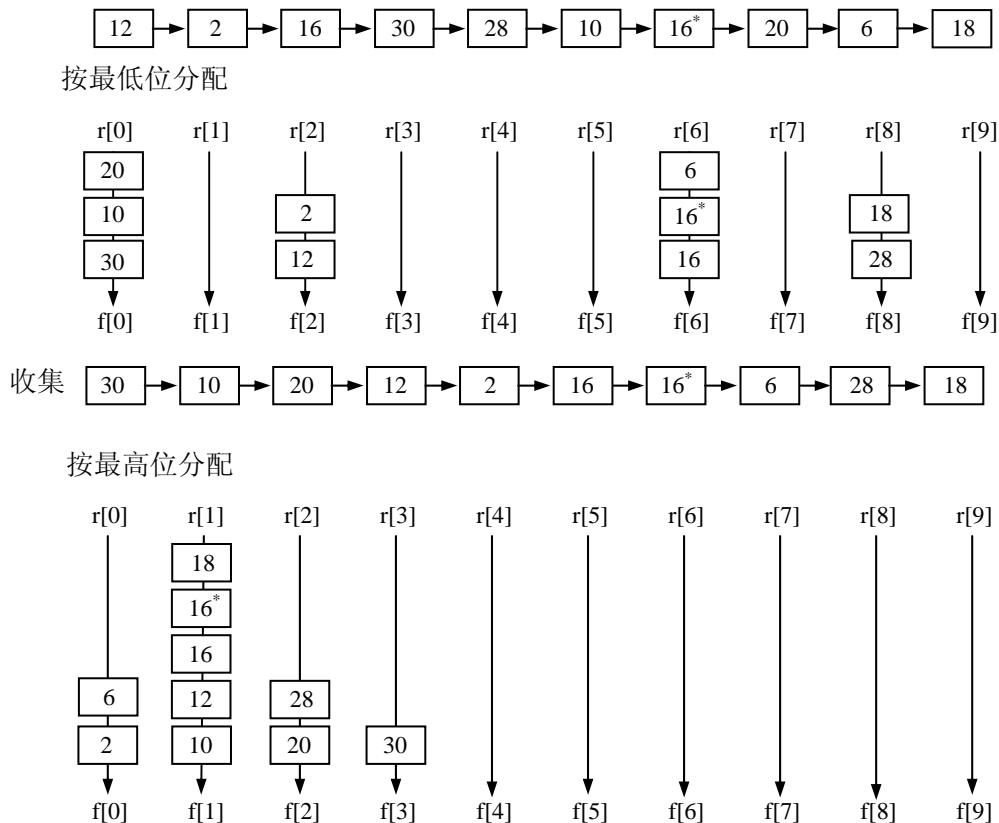 12 2 16 30 28 10 16* 20 6 18
按最低位分配
r[0] r[1] r[2] r[3] r[4] r[5] r[6] r[7] r[8] r[9]
20 6
10 2 16* 18
30 12 16 28
f[0] f[1] f[2] f[3] f[4] f[5] f[6] f[7] f[8] f[9]
收集 30 10 20 12 2 16 16* 6 28 18
按最高位分配
r[0] r[1] r[2] r[3] r[4] r[5] r[6] r[7] r[8] r[9]
18
16*
16
6 12 28
2 10 20 30
f[0] f[1] f[2] f[3] f[4] f[5] f[6] f[7] f[8] f[9]